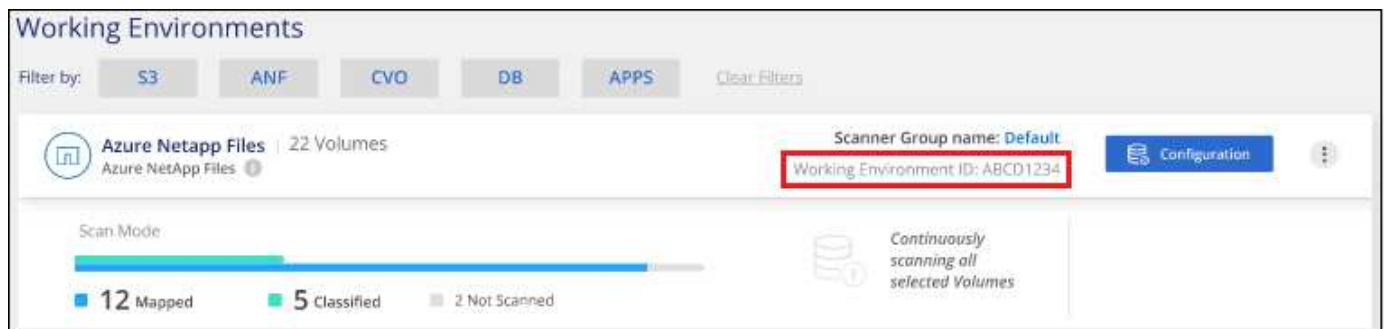 Working Environments
Filter by: S3 ANF CVO DB APPS Clear Filters
Azure Netapp Files | 22 Volumes
Azure NetApp Files
Scanner Group name: Default
Working Environment ID: ABCD1234
Configuration
Scan Mode
12 Mapped 5 Classified 2 Not Scanned
Continuously
scanning all
selected Volumes